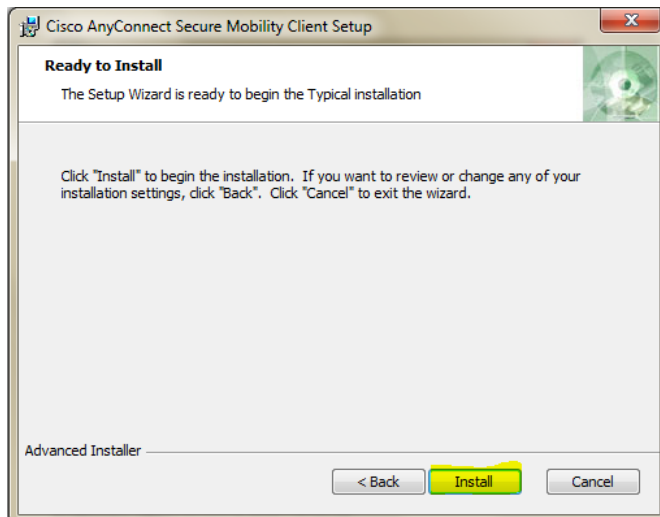 Cisco AnyConnect Secure Mobility Client Setup
Ready to Install
The Setup Wizard is ready to begin the Typical installation
Click "Install" to begin the installation. If you want to review or change any of your
installation settings, click "Back". Click "Cancel" to exit the wizard.
Advanced Installer
< Back Install Cancel